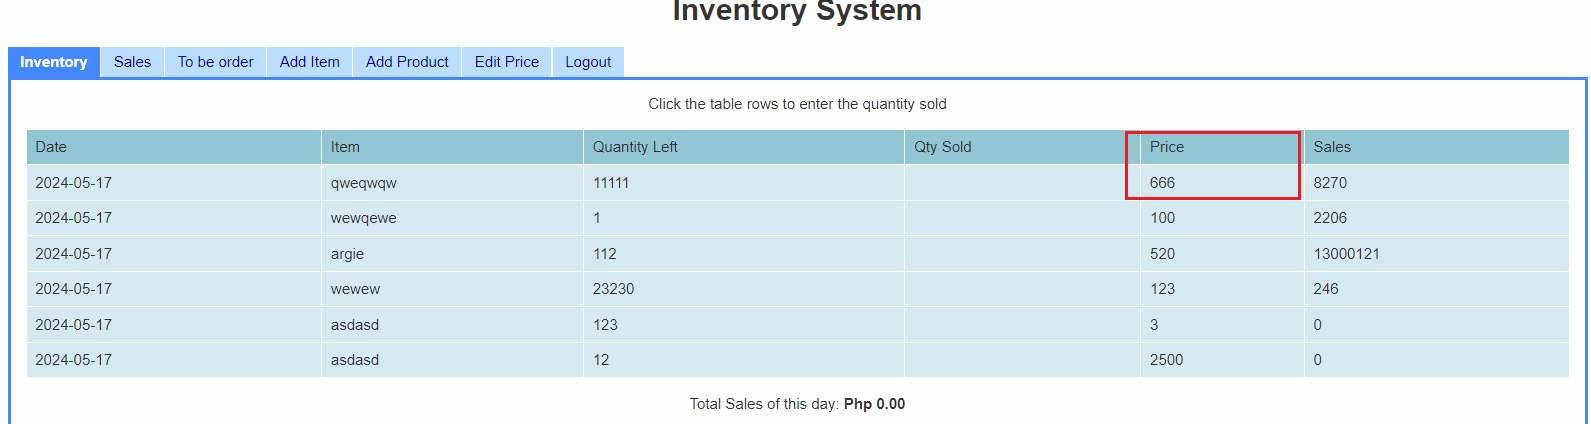 Inventory System
Inventory Sales To be order Add Item Add Product Edit Price Logout
Click the table rows to enter the quantity sold
Date Item Quantity Left Qty Sold Price Sales
2024-05-17 qweqwqw 11111 666 8270
2024-05-17 wewqewe 1 100 2206
2024-05-17 argie 112 520 13000121
2024-05-17 wewew 23230 123 246
2024-05-17 asdasd 123 3 0
2024-05-17 asdasd 12 2500 0
Total Sales of this day: Php 0.00